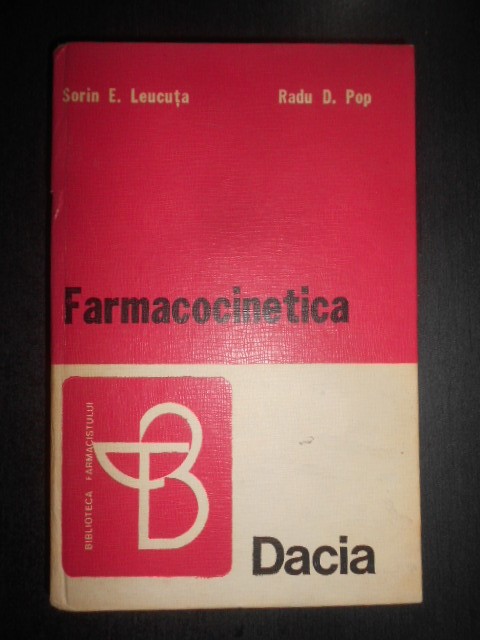 Sorin E. Leucuța
Radu D. Pop
Farmacocinetica
BIBLIOTECA FARMACISTULUI
Dacia